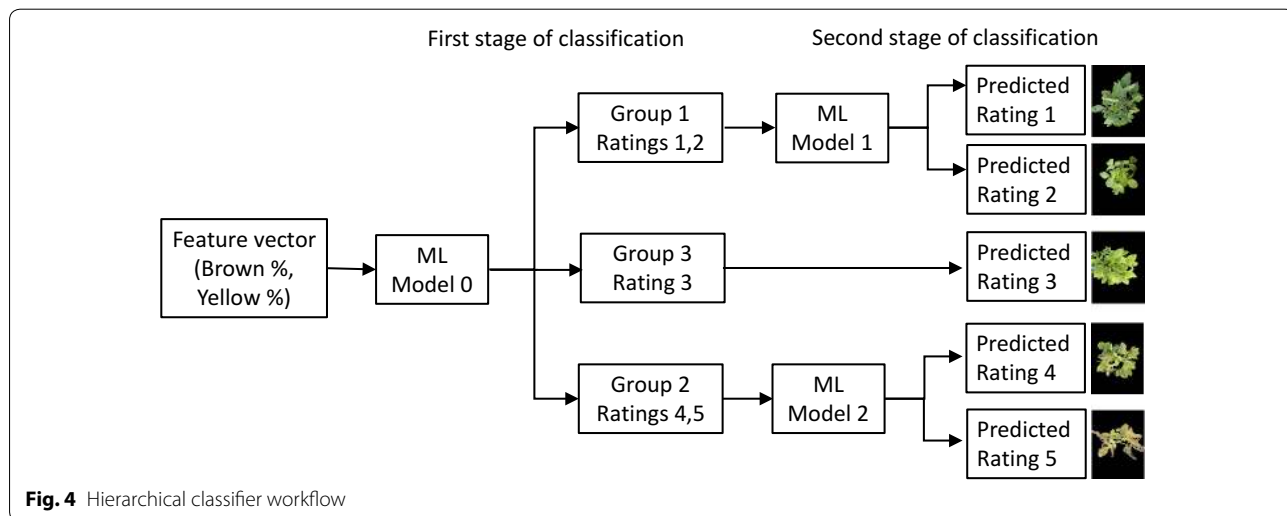 First stage of classification
Second stage of classification
Feature vector
(Brown %,
Yellow %)
ML
Model 0
Group 1
Ratings 1,2
ML
Model 1
Predicted
Rating 1
Predicted
Rating 2
Group 3
Rating 3
Predicted
Rating 3
Group 2
Ratings 4,5
ML
Model 2
Predicted
Rating 4
Predicted
Rating 5
Fig. 4 Hierarchical classifier workflow